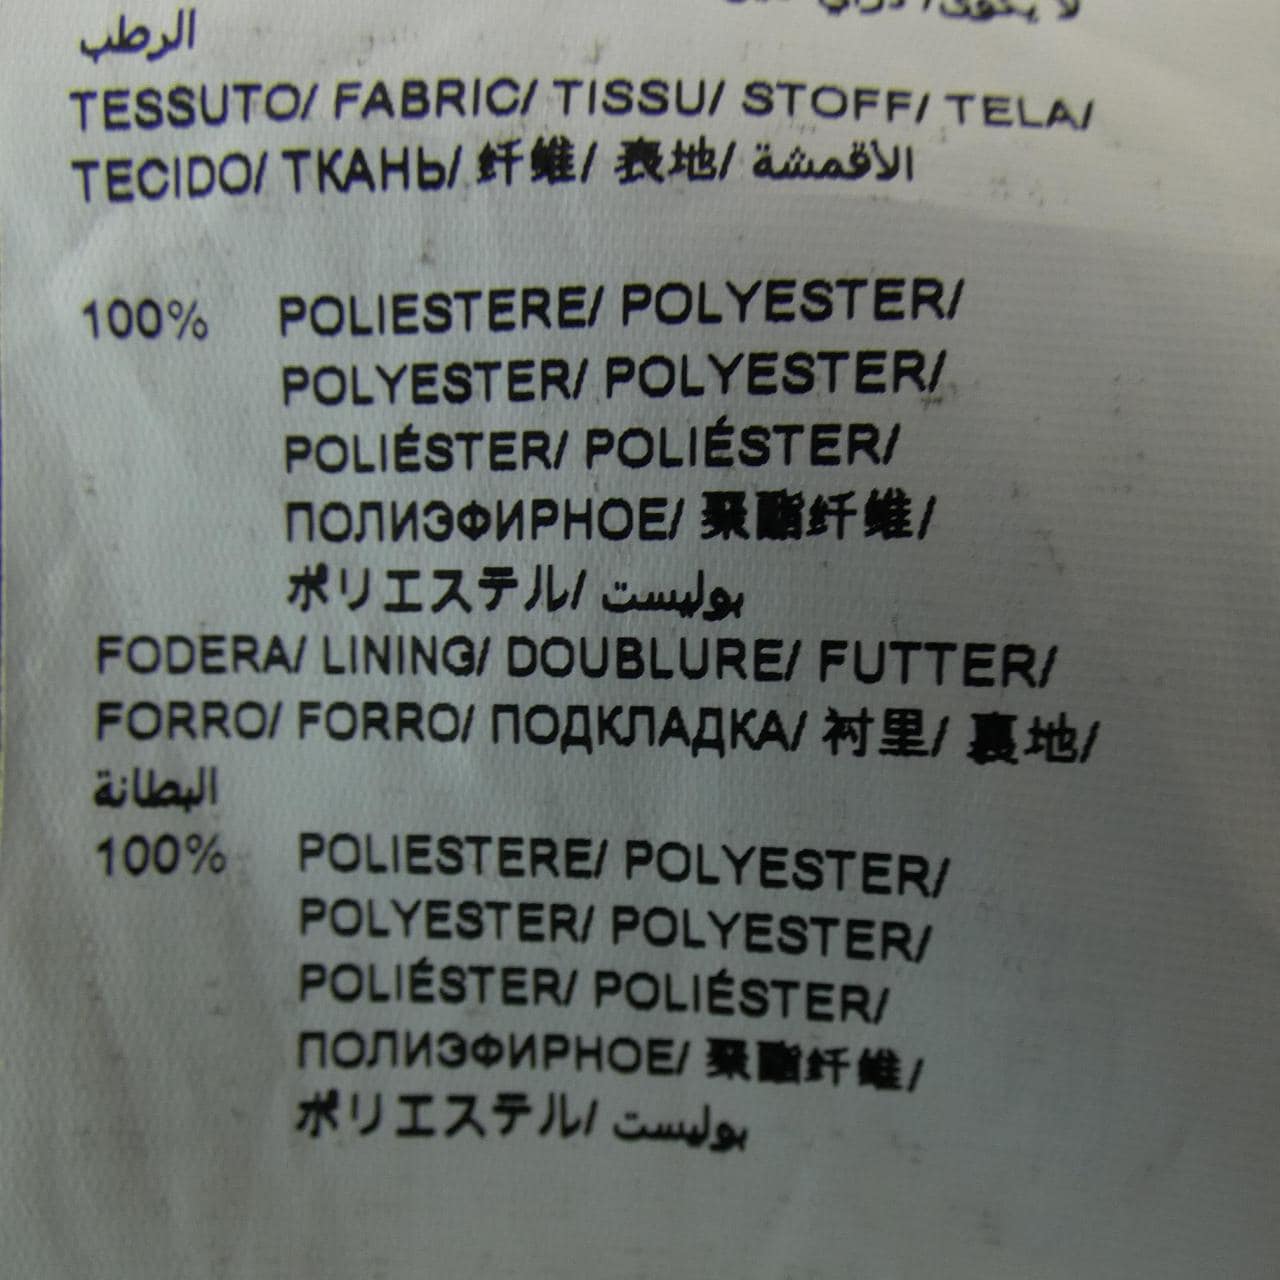 الرطب
TESSUTO/ FABRIC/ TISSU/ STOFF/ TELA/
TECIDO/ ТКАНЬ/ 纤维/ 表地/ الأقمشة
100% POLIESTERE/ POLYESTER/
POLYESTER/ POLYESTER/
POLIÉSTER/ POLIÉSTER/
ПОЛИЭФИРНОЕ/ 聚酯纤维/
ポリエステル/ بوليست
FODERA/ LINING/ DOUBLURE/ FUTTER/
FORRO/ FORRO/ ПОДКЛАДКА/ 衬里/ 裏地/
البطانة
100% POLIESTERE/ POLYESTER/
POLYESTER/ POLYESTER/
POLIÉSTER/ POLIÉSTER/
ПОЛИЭФИРНОЕ/ 聚酯纤维/
ポリエステル/ بوليست